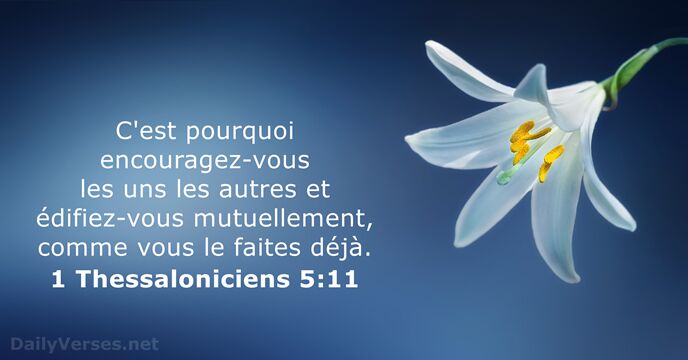 C'est pourquoi
encouragez-vous
les uns les autres et
édifiez-vous mutuellement,
comme vous le faites déjà.
1 Thessaloniciens 5:11
DailyVerses.net